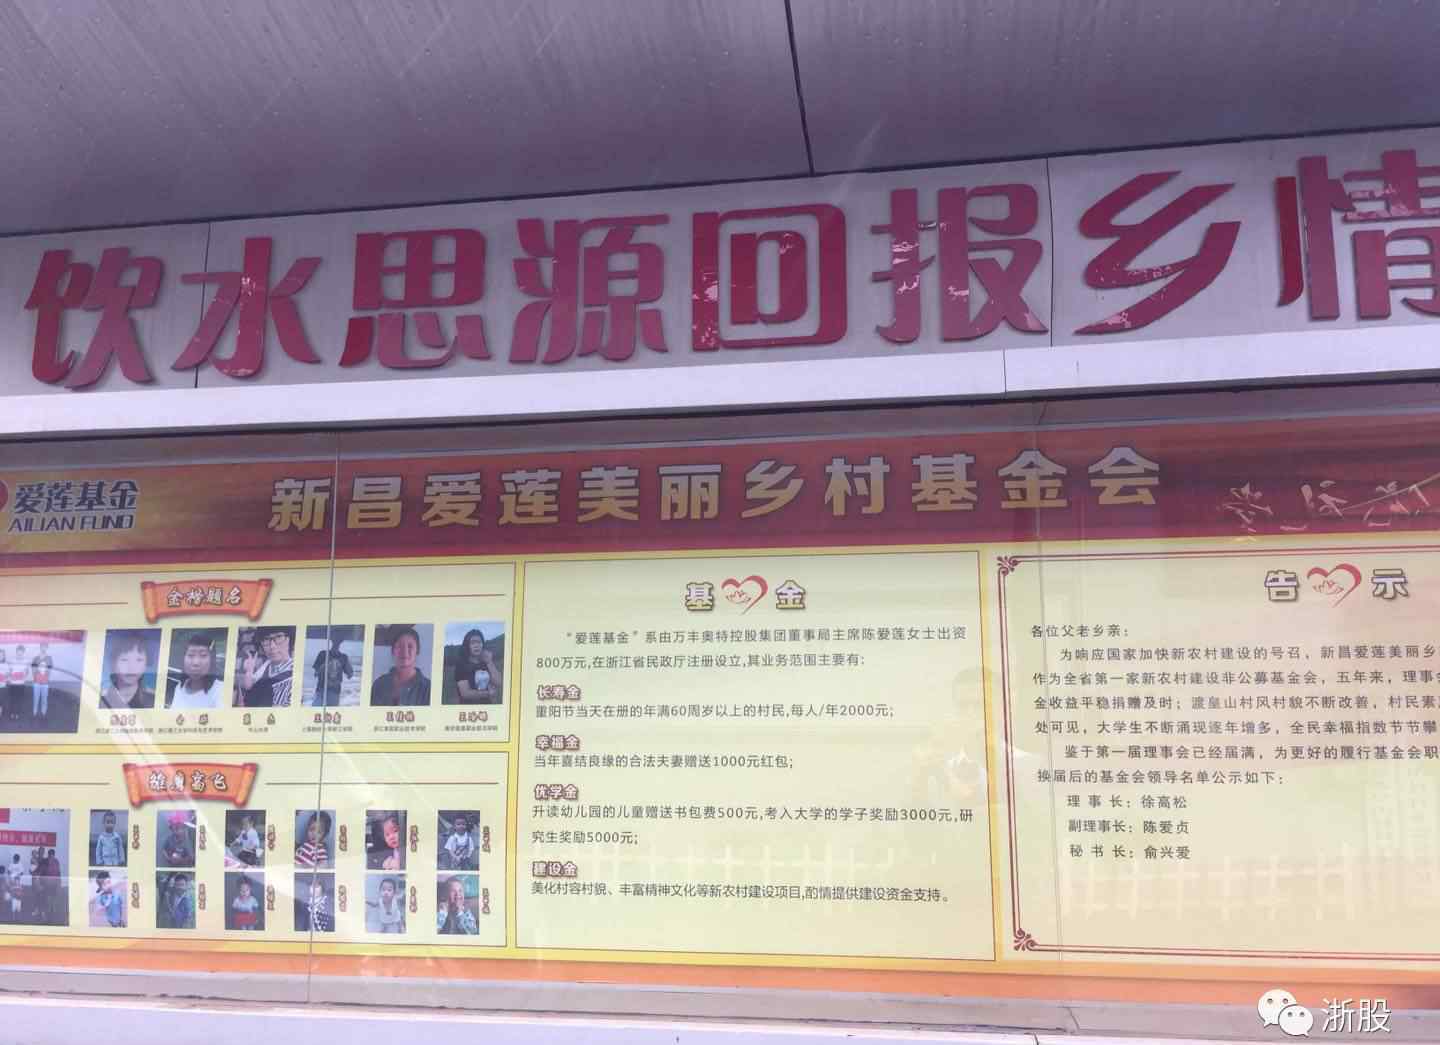 饮水思源回报乡情
爱莲基金
AILIAN FUND
新昌爱莲美丽乡村基金会
金榜题名
雏鹰高飞
基金
“爱莲基金”系由万丰奥特控股集团董事局主席陈爱莲女士出资
800万元,在浙江省民政厅注册设立,其业务范围主要有:
长寿金
重阳节当天在册的年满60周岁以上的村民,每人/年2000元;
幸福金
当年喜结良缘的合法夫妻赠送1000元红包;
优学金
升读幼儿园的儿童赠送书包费500元,考入大学的学子奖励3000元,研
究生奖励5000元;
建设金
美化村容村貌、丰富精神文化等新农村建设项目,酌情提供建设资金支持。
告示
各位父老乡亲:
为响应国家加快新农村建设的号召，新昌爱莲美丽乡
作为全省第一家新农村建设非公募基金会，五年来，理事会
金收益平稳捐赠及时；渡皇山村风村貌不断改善，村民素
处可见，大学生不断涌现逐年增多，全民幸福指数节节攀
鉴于第一届理事会已经届满，为更好的履行基金会职
换届后的基金会领导名单公示如下：
理 事 长：徐高松
副理事长：陈爱贞
秘 书 长：俞兴爱
浙股